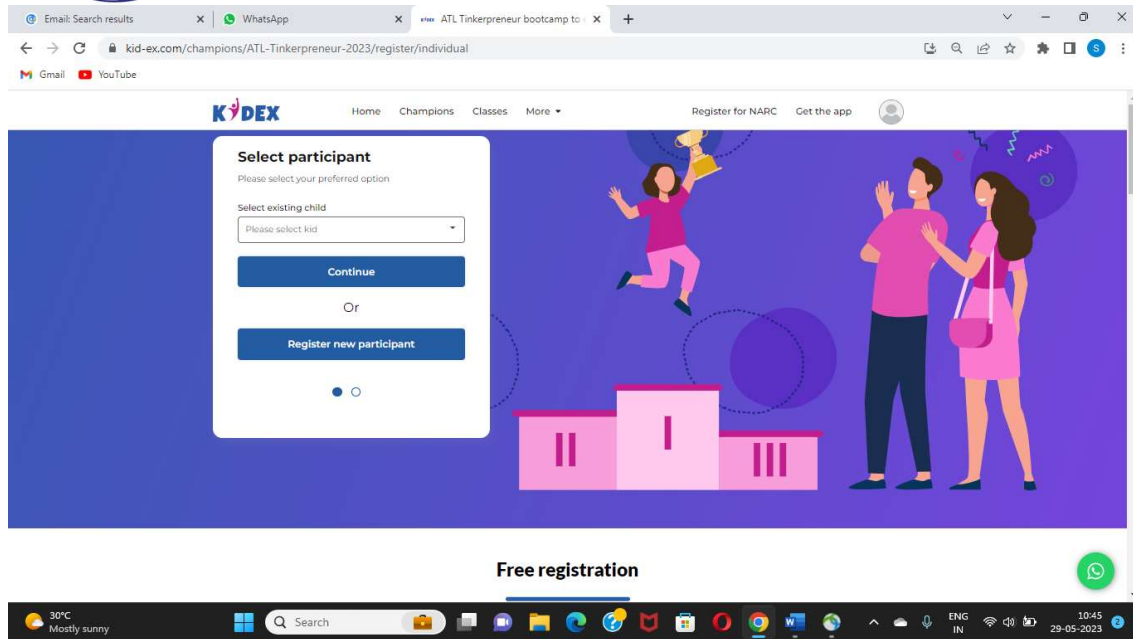 Email: Search results
WhatsApp
ATL Tinkerpreneur bootcamp to
kid-ex.com/champions/ATL-Tinkerpreneur-2023/register/individual
S
Gmail
YouTube
KIDEX
Home
Champions
Classes
More
Register for NARC
Get the app
Select participant
Please select your preferred option
Select existing child
Please select kid
Continue
Or
Register new participant
II
I
III
Free registration
30°C
Mostly sunny
Search
ENG
IN
10:45
29-05-2023
2